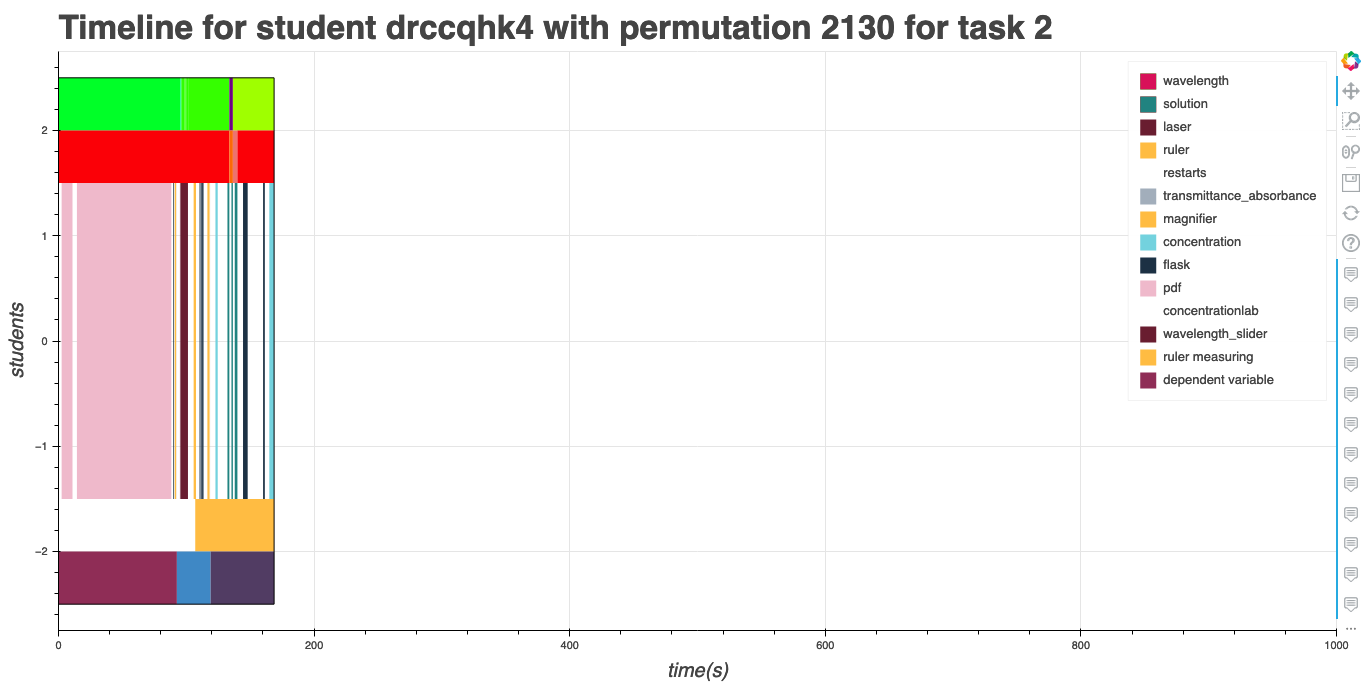 Timeline for student drccqhk4 with permutation 2130 for task 2
wavelength
solution
laser
ruler
restarts
transmittance_absorbance
magnifier
concentration
flask
pdf
concentrationlab
wavelength_slider
ruler measuring
dependent variable
2
1
0
−1
−2
students
0
200
400
600
800
1000
time(s)